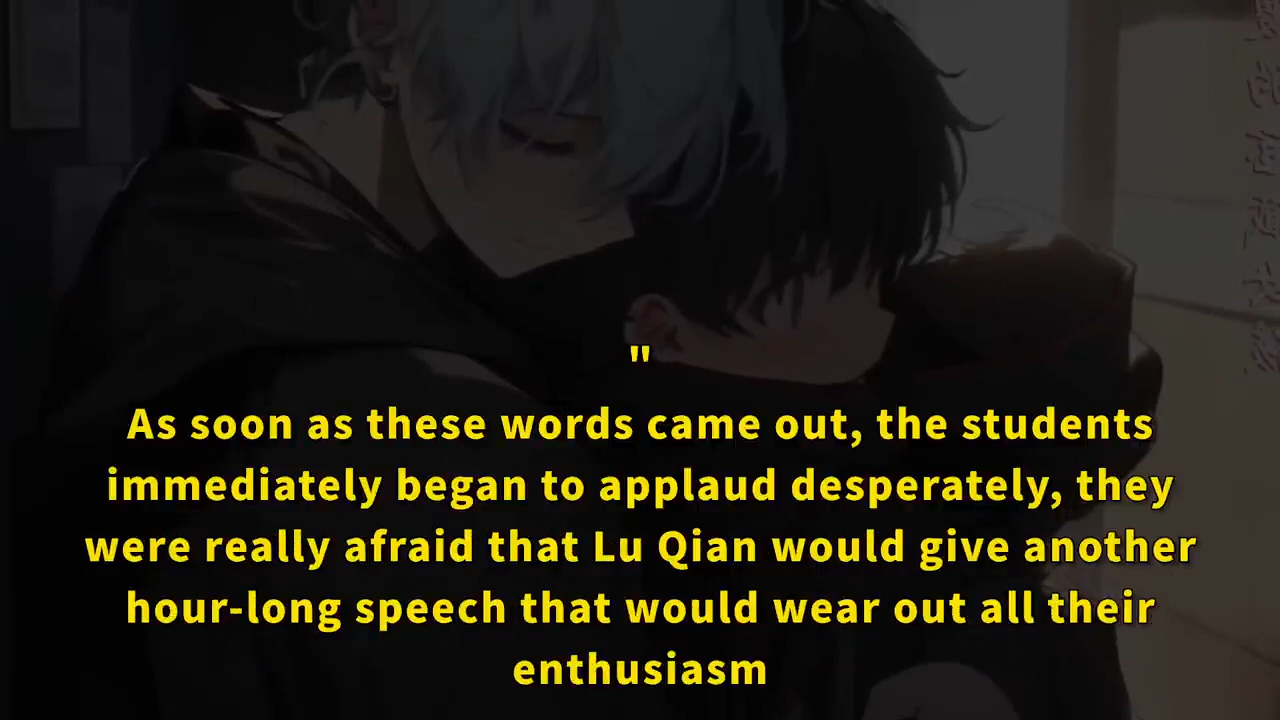 "
As soon as these words came out, the students
immediately began to applaud desperately, they
were really afraid that Lu Qian would give another
hour-long speech that would wear out all their
enthusiasm